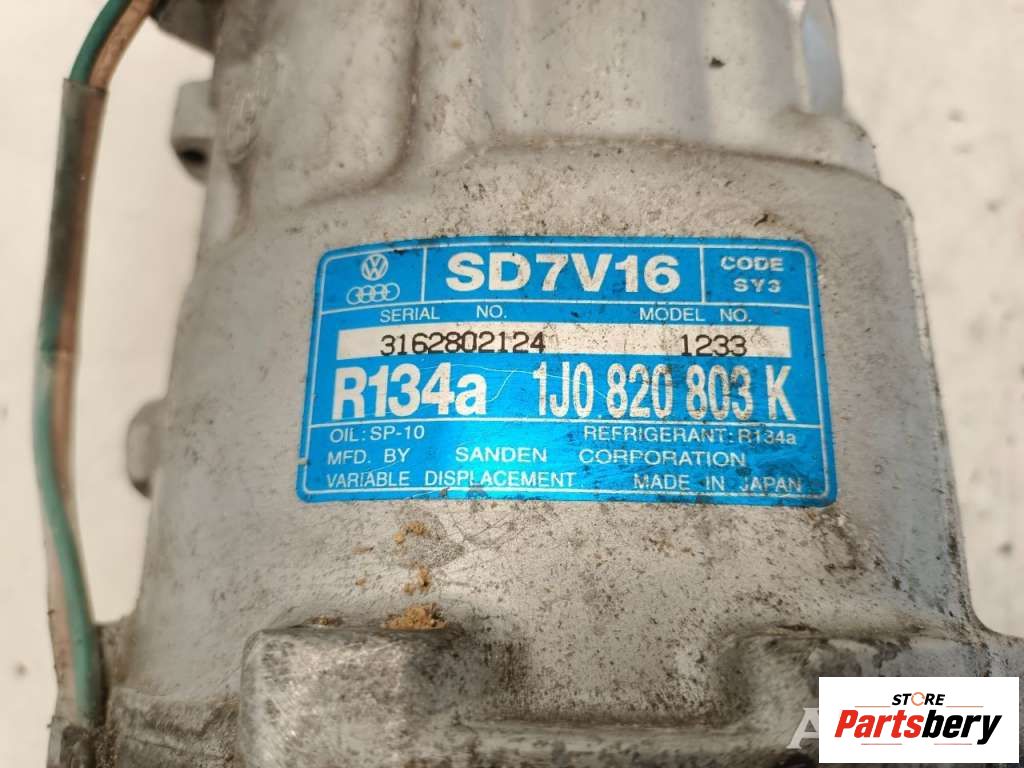 SD7V16
CODE
SY3
SERIAL NO. MODEL NO.
3162802124 1233
R134a 1J0 820 803 K
OIL: SP-10 REFRIGERANT: R134a
MFD. BY SANDEN CORPORATION
VARIABLE DISPLACEMENT MADE IN JAPAN
STORE
Partsbery